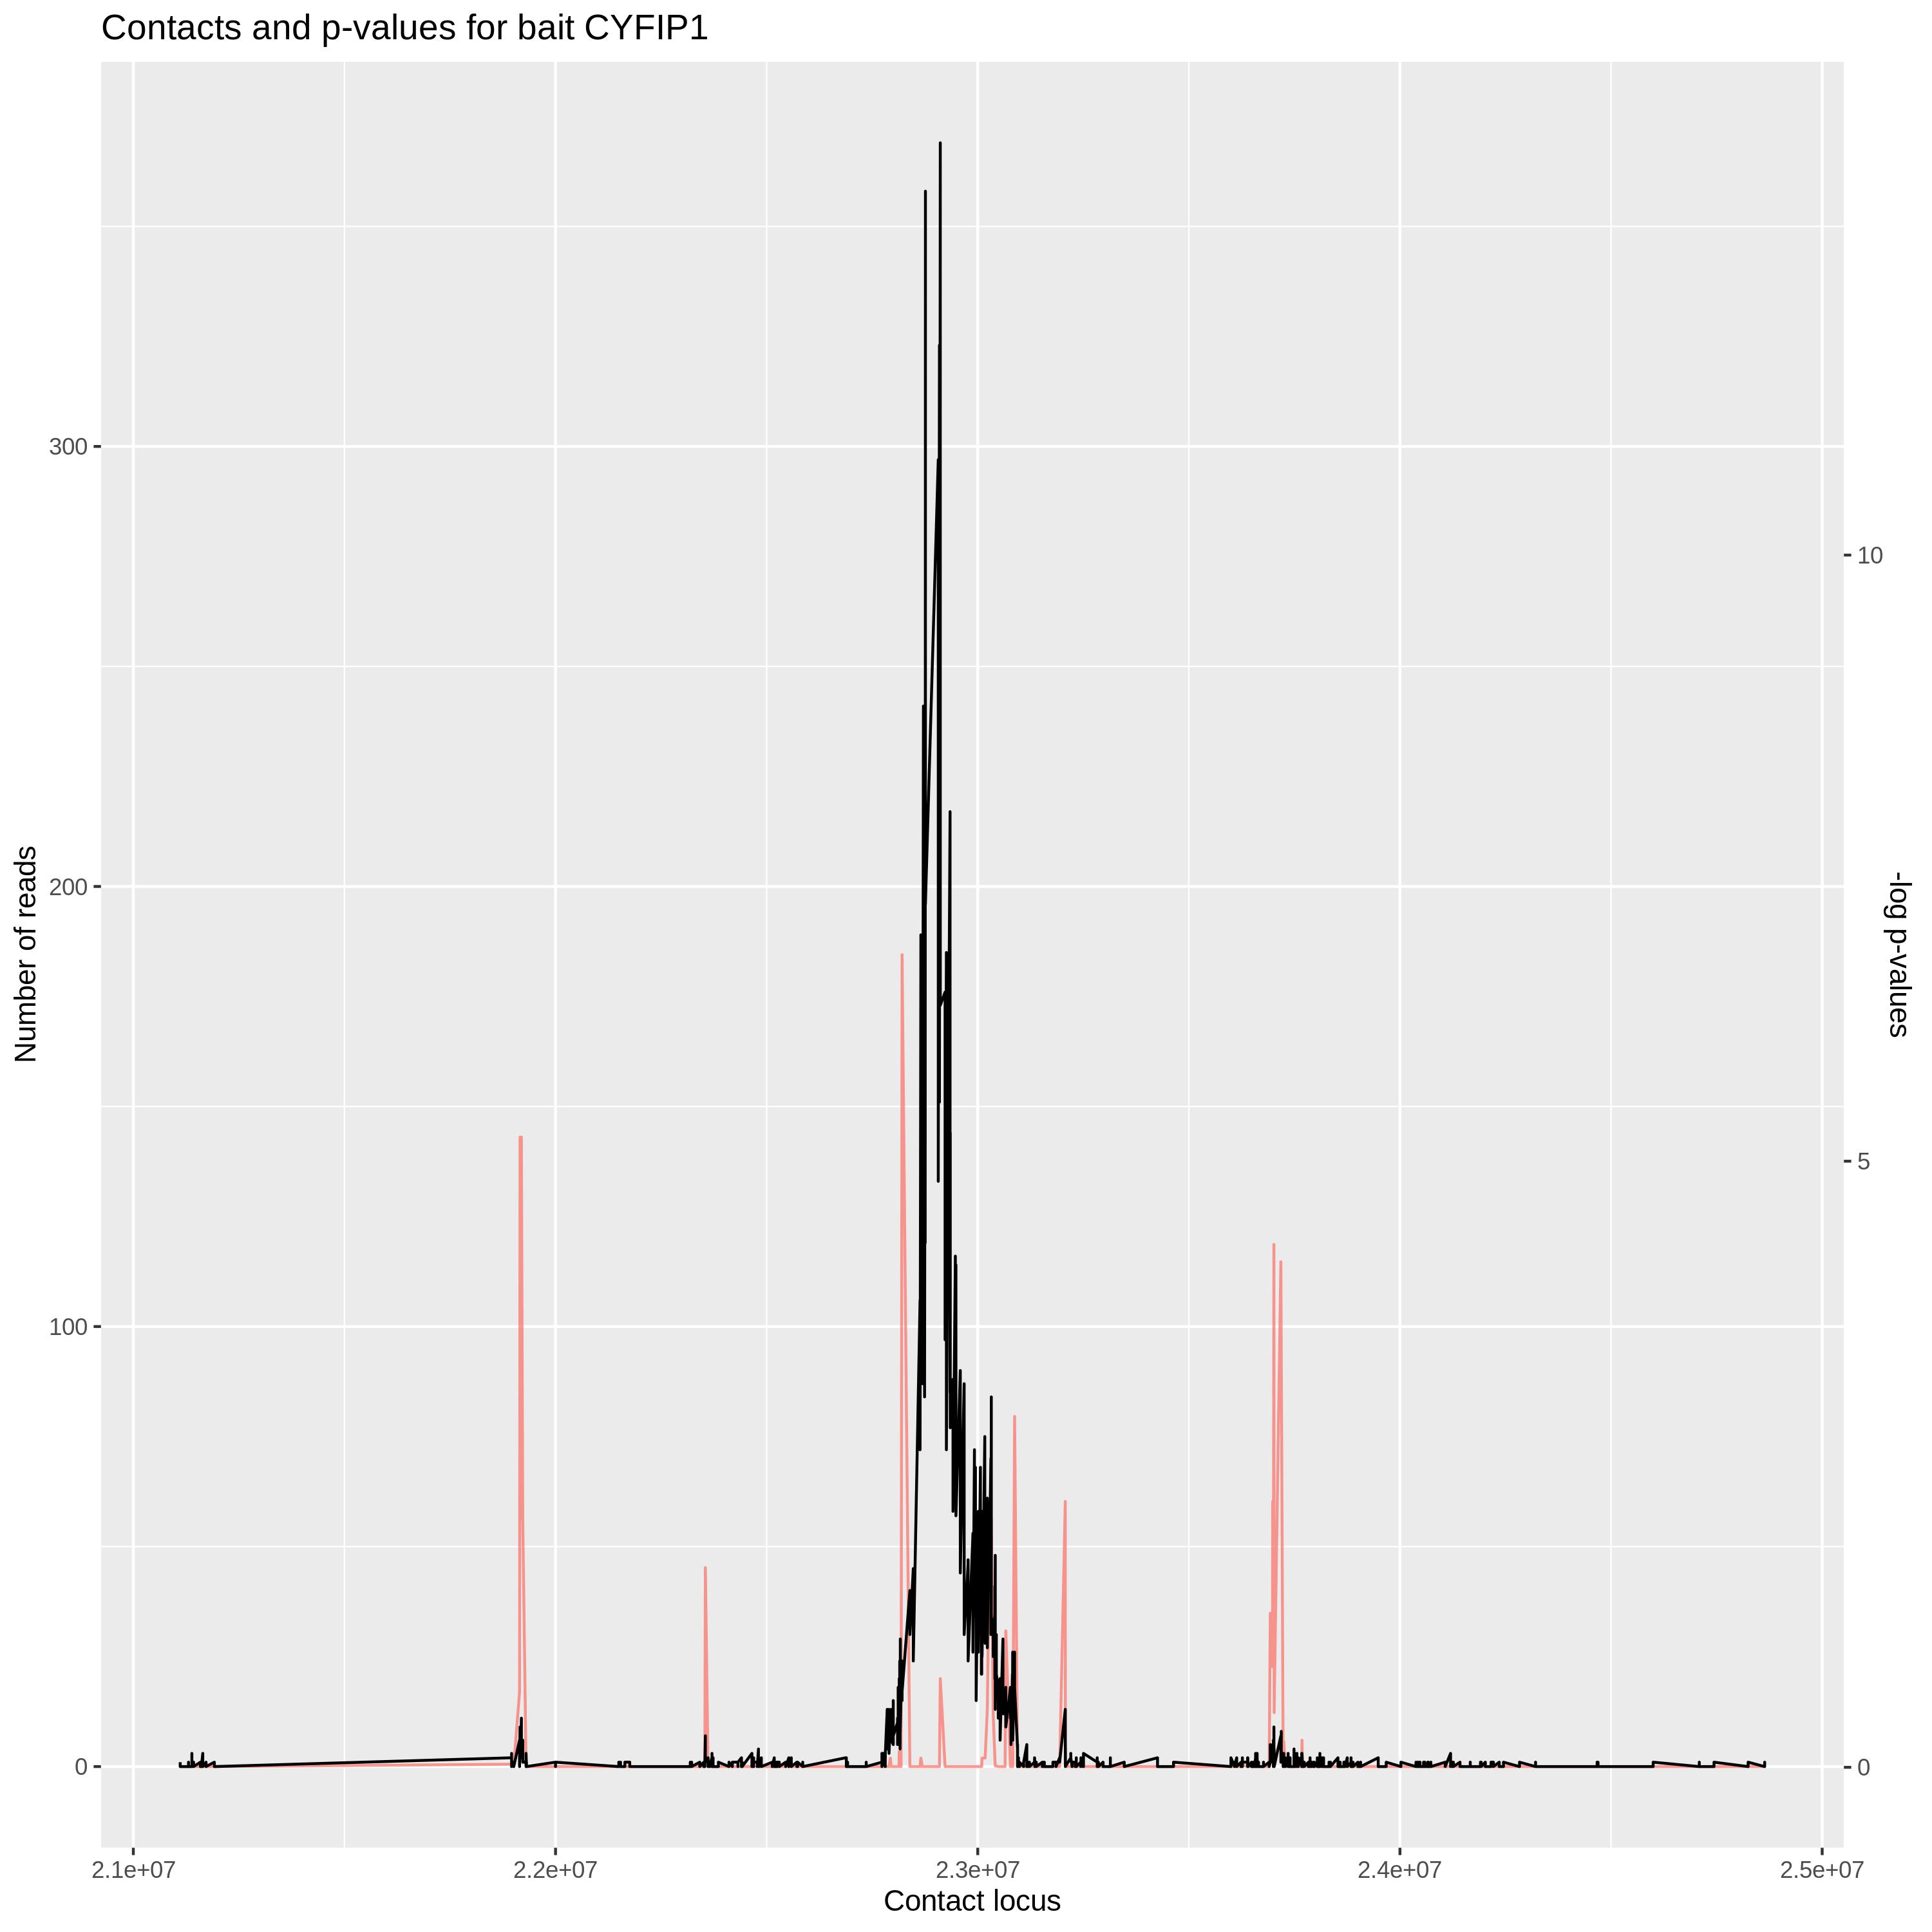 Contacts and p-values for bait CYFIP1
Number of reads
300
200
100
0
10
5
0
-log p-values
2.1e+07
2.2e+07
2.3e+07
2.4e+07
2.5e+07
Contact locus